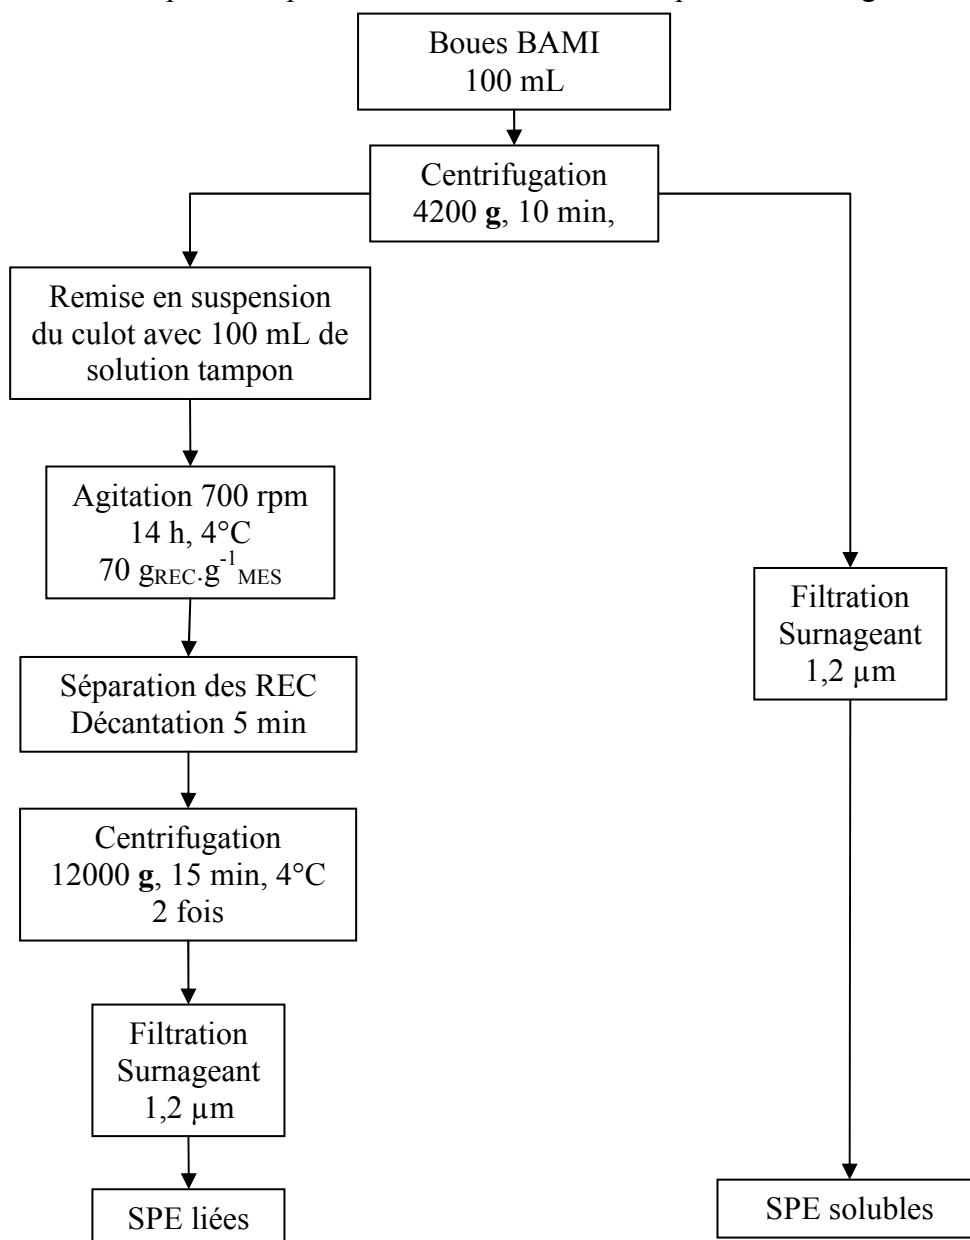 Boues BAMI
100 mL
Centrifugation
4200 g, 10 min,
Remise en suspension
du culot avec 100 mL de
solution tampon
Agitation 700 rpm
14 h, 4°C
70 gREC.g-1MES
Séparation des REC
Décantation 5 min
Centrifugation
12000 g, 15 min, 4°C
2 fois
Filtration
Surnageant
1,2 µm
SPE liées
Filtration
Surnageant
1,2 µm
SPE solubles